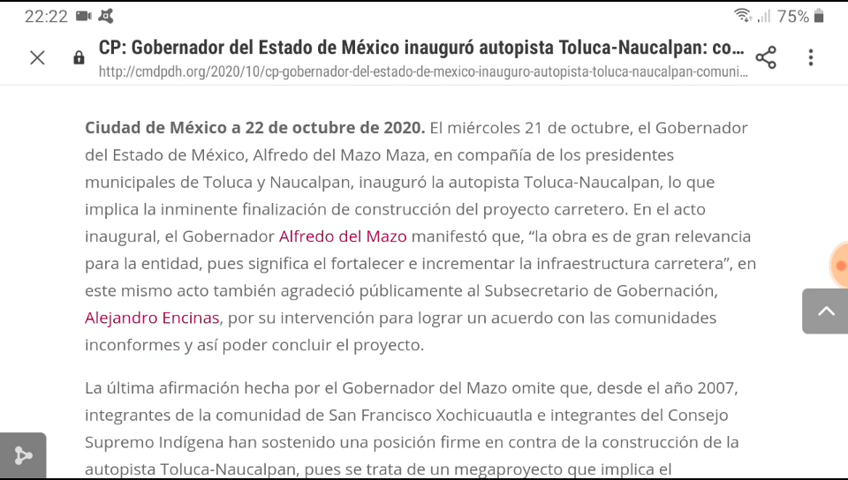 22:22
75%
CP: Gobernador del Estado de México inauguró autopista Toluca-Naucalpan: co...
http://cmdpdh.org/2020/10/cp-gobernador-del-estado-de-mexico-inauguro-autopista-toluca-naucalpan-comuni...
Ciudad de México a 22 de octubre de 2020. El miércoles 21 de octubre, el Gobernador
del Estado de México, Alfredo del Mazo Maza, en compañía de los presidentes
municipales de Toluca y Naucalpan, inauguró la autopista Toluca-Naucalpan, lo que
implica la inminente finalización de construcción del proyecto carretero. En el acto
inaugural, el Gobernador Alfredo del Mazo manifestó que, “la obra es de gran relevancia
para la entidad, pues significa el fortalecer e incrementar la infraestructura carretera”, en
este mismo acto también agradeció públicamente al Subsecretario de Gobernación,
Alejandro Encinas, por su intervención para lograr un acuerdo con las comunidades
inconformes y así poder concluir el proyecto.
La última afirmación hecha por el Gobernador del Mazo omite que, desde el año 2007,
integrantes de la comunidad de San Francisco Xochicuautla e integrantes del Consejo
Supremo Indígena han sostenido una posición firme en contra de la construcción de la
autopista Toluca-Naucalpan, pues se trata de un megaproyecto que implica el